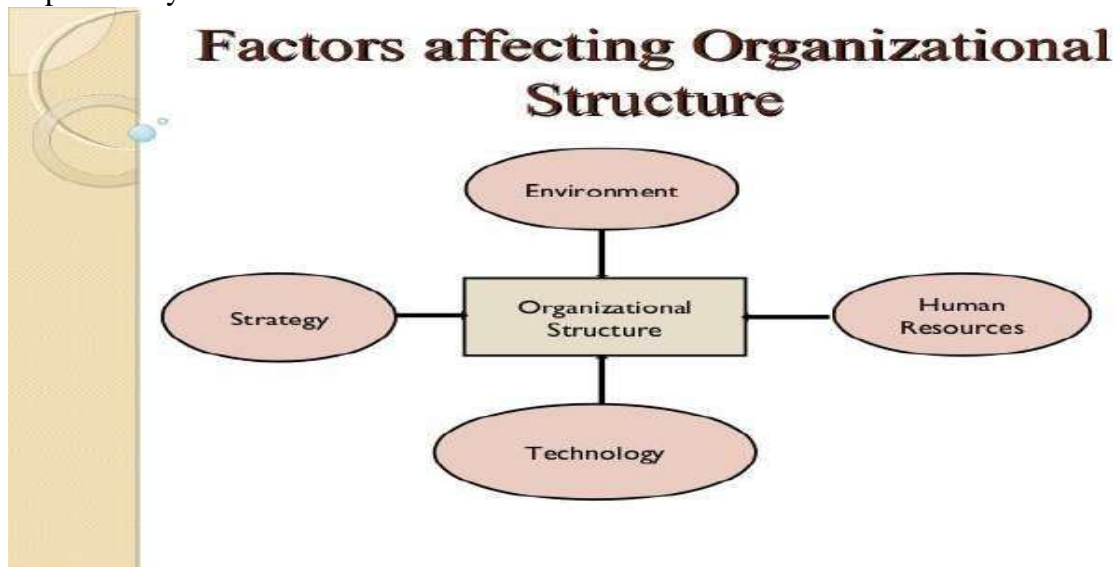 Factors affecting Organizational
Structure
Environment
Strategy
Organizational
Structure
Human
Resources
Technology